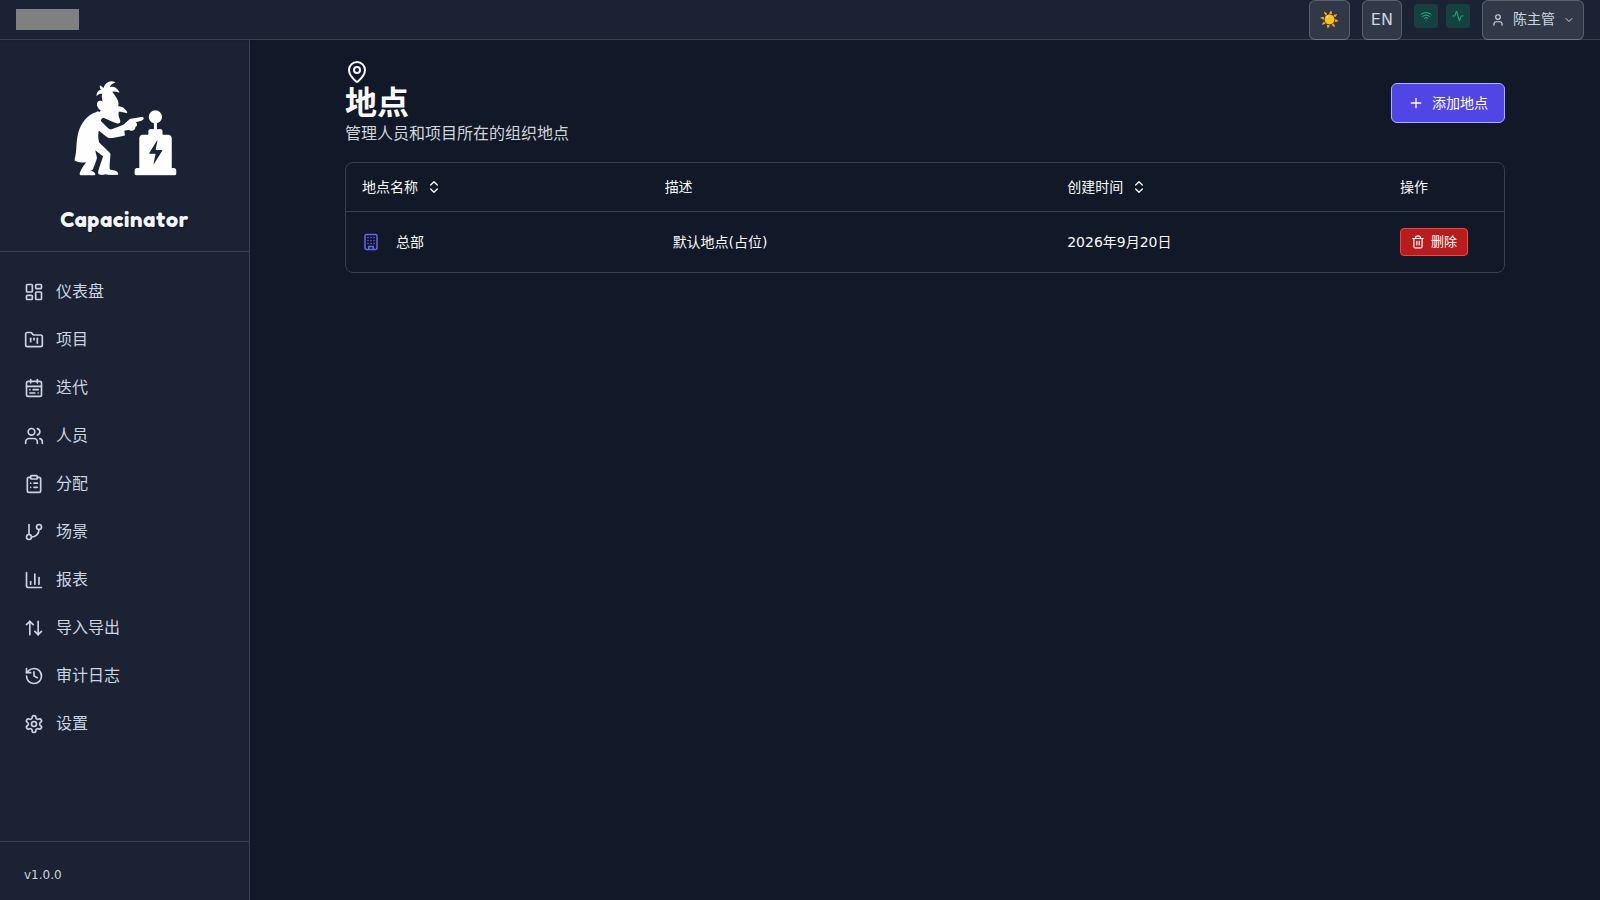 EN
陈主管
Capacinator
仪表盘
项目
迭代
人员
分配
场景
报表
导入导出
审计日志
设置
v1.0.0
地点
管理人员和项目所在的组织地点
添加地点
地点名称 描述 创建时间 操作
总部 默认地点(占位) 2026年9月20日 删除